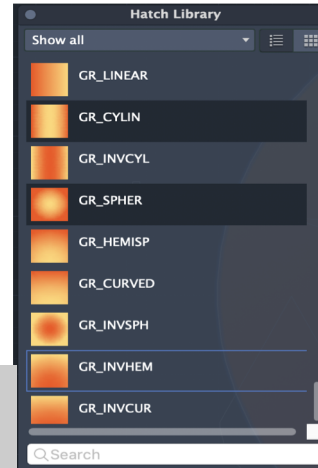 Hatch Library
Show all
GR_LINEAR
GR_CYLIN
GR_INVCYL
GR_SPHER
GR_HEMISP
GR_CURVED
GR_INVSPH
GR_INVHEM
GR_INVCUR
Search